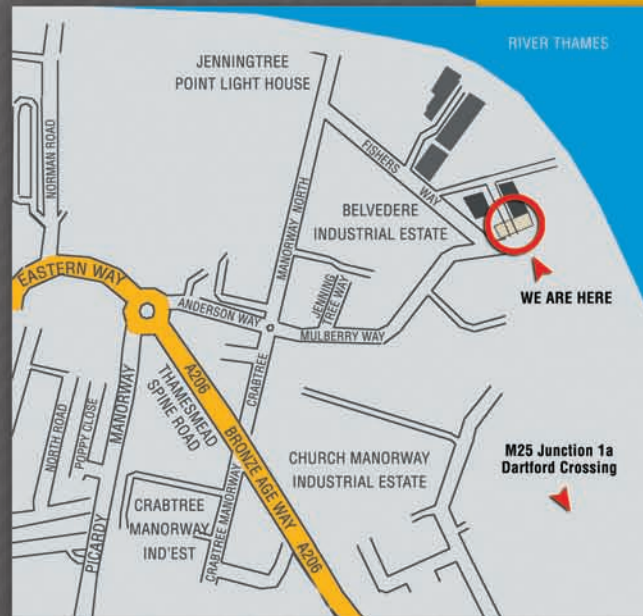 RIVER THAMES
JENNINGTREE
POINT LIGHT HOUSE
NORMAN ROAD
FISHERS WAY
MANORWAY NORTH
BELVEDERE
INDUSTRIAL ESTATE
EASTERN WAY
ANDERSON WAY
JENNING
TREE WAY
MULBERRY WAY
WE ARE HERE
CRABTREE
A206
THAMESMEAD
SPINE ROAD
MANORWAY
NORTH ROAD
POPPY CLOSE
BRONZE AGE WAY
CHURCH MANORWAY
INDUSTRIAL ESTATE
M25 Junction 1a
Dartford Crossing
CRABTREE
MANORWAY
IND'EST
CRABTREE MANORWAY
A206
PICARDY